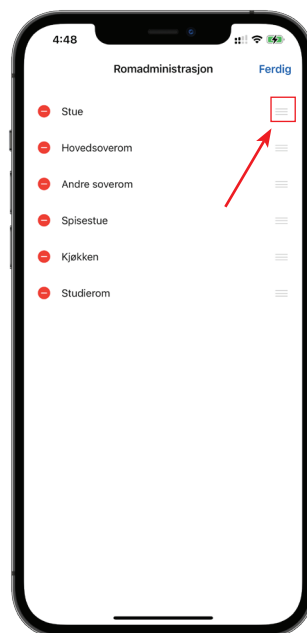 4:48
Romadministrasjon Ferdig
Stue
Hovedsoverom
Andre soverom
Spisestue
Kjøkken
Studierom